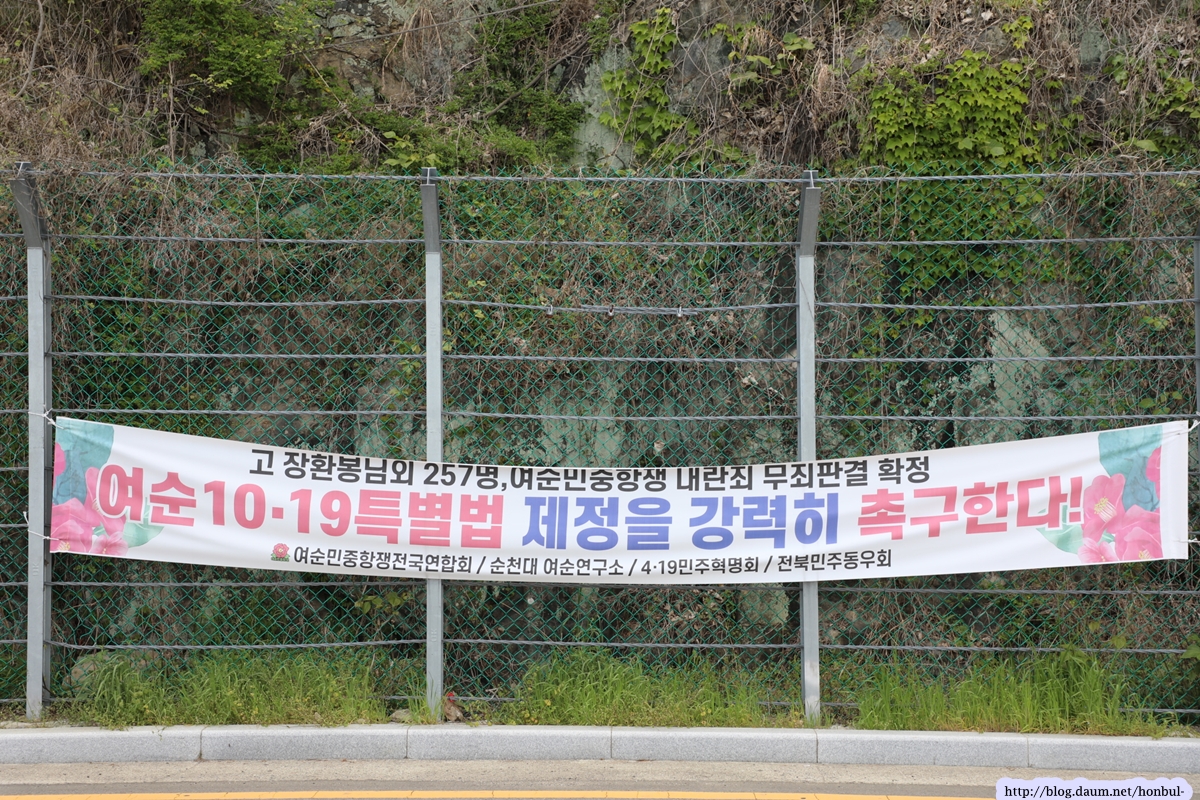 고 장환봉님외 257명,여순민중항쟁 내란죄 무죄판결 확정
여순10·19특별법 제정을 강력히 촉구한다!
여순민중항쟁전국연합회 / 순천대 여순연구소 / 4·19민주혁명회 / 전북민주동우회
http://blog.daum.net/honbul-